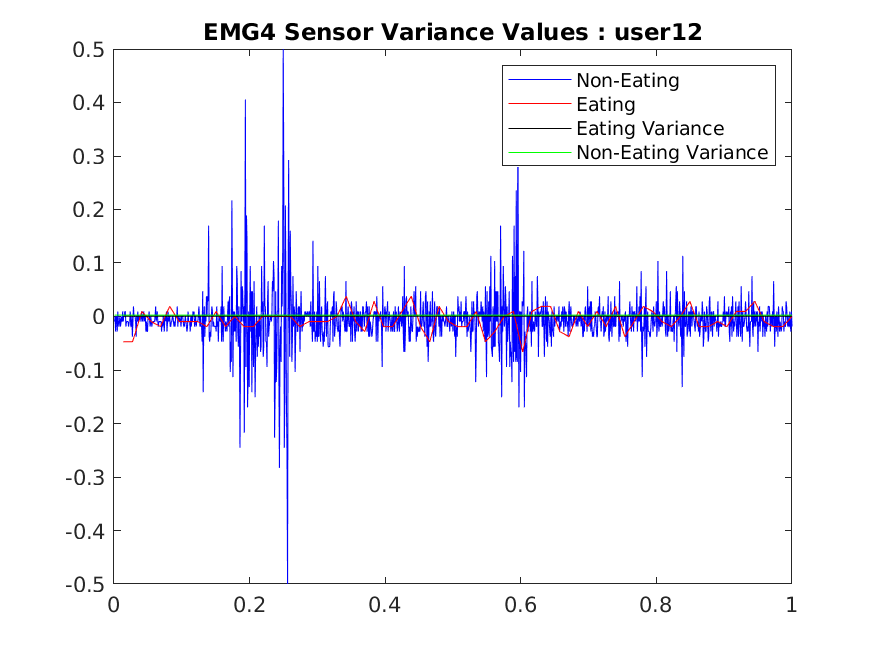 EMG4 Sensor Variance Values : user12
0.5
0.4
0.3
0.2
0.1
0
-0.1
-0.2
-0.3
-0.4
-0.5
Non-Eating
Eating
Eating Variance
Non-Eating Variance
0 0.2 0.4 0.6 0.8 1